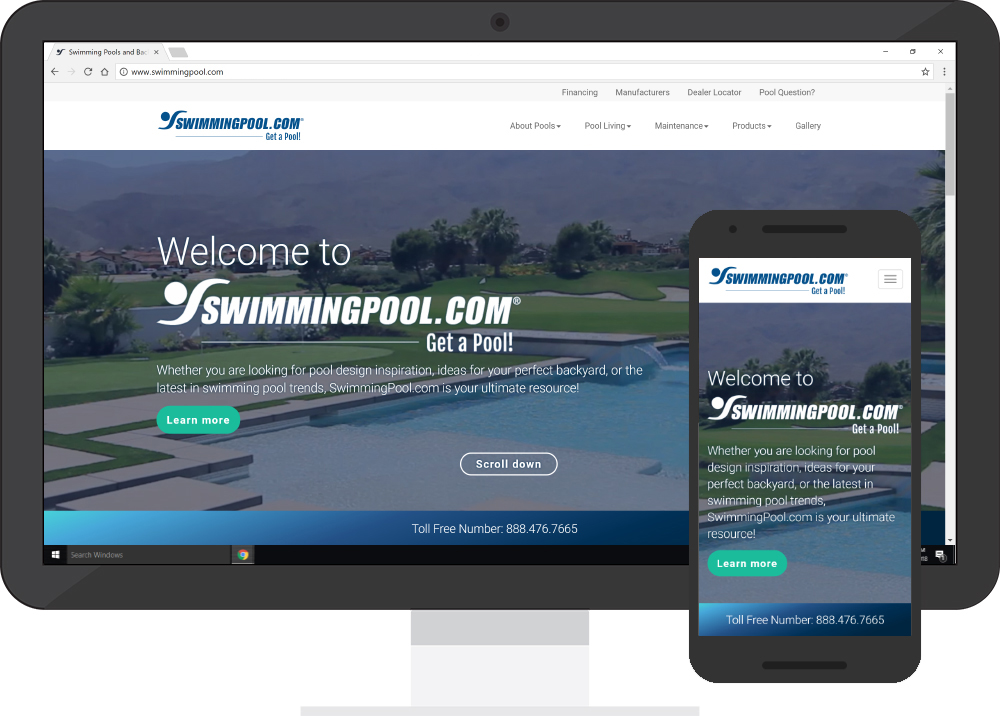 Swimming Pools and Bac
www.swimmingpool.com
Financing Manufacturers Dealer Locator Pool Question?
SWIMMINGPOOL.COM®
Get a Pool!
About Pools Pool Living Maintenance Products Gallery
Welcome to
SWIMMINGPOOL.COM®
Get a Pool!
Whether you are looking for pool design inspiration, ideas for your perfect backyard, or the
latest in swimming pool trends, SwimmingPool.com is your ultimate resource!
Learn more
Scroll down
Toll Free Number: 888.476.7665
Search Windows
SWIMMINGPOOL.COM®
Get a Pool!
Welcome to
SWIMMINGPOOL.COM®
Get a Pool!
Whether you are looking for pool
design inspiration, ideas for your
perfect backyard, or the latest in
swimming pool trends,
SwimmingPool.com is your ultimate
resource!
Learn more
Toll Free Number: 888.476.7665